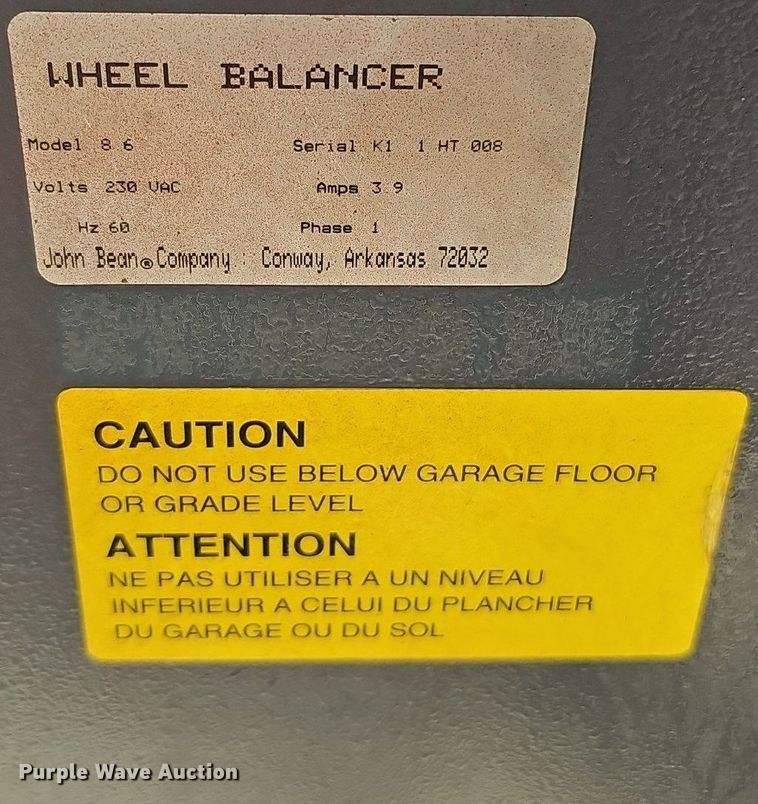 WHEEL BALANCER
Model 8 6 Serial K1 1 HT 008
Volts 230 VAC Amps 3 9
Hz 60 Phase 1
John Bean® Company : Conway, Arkansas 72032
CAUTION
DO NOT USE BELOW GARAGE FLOOR
OR GRADE LEVEL
ATTENTION
NE PAS UTILISER A UN NIVEAU
INFERIEUR A CELUI DU PLANCHER
DU GARAGE OU DU SOL
Purple Wave Auction